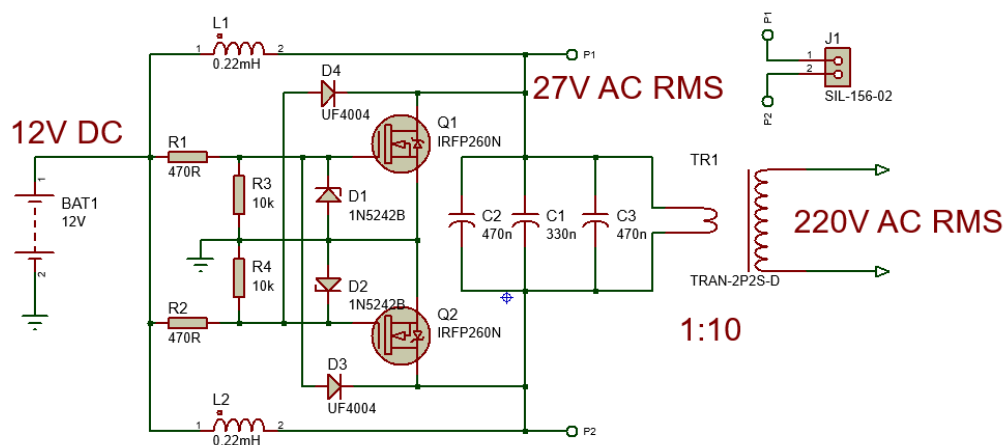 L1
1
2
0.22mH
P1
P1
J1
1
2
SIL-156-02
P2
D4
UF4004
27V AC RMS
Q1
IRFP260N
12V DC
R1
470R
TR1
1
BAT1
12V
2
R3
10k
D1
1N5242B
C2
470n
C1
330n
C3
470n
220V AC RMS
TRAN-2P2S-D
R4
10k
D2
1N5242B
R2
470R
Q2
IRFP260N
1:10
D3
UF4004
L2
1
2
0.22mH
P2